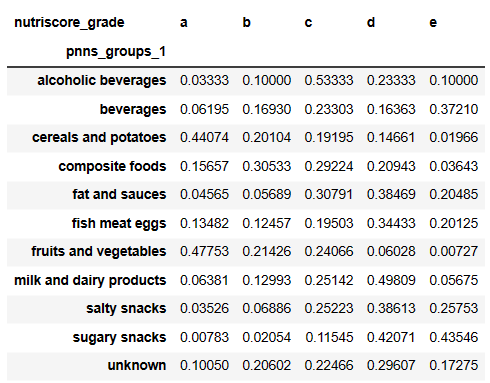 nutriscore_grade a b c d e
pnns_groups_1
alcoholic beverages 0.03333 0.10000 0.53333 0.23333 0.10000
beverages 0.06195 0.16930 0.23303 0.16363 0.37210
cereals and potatoes 0.44074 0.20104 0.19195 0.14661 0.01966
composite foods 0.15657 0.30533 0.29224 0.20943 0.03643
fat and sauces 0.04565 0.05689 0.30791 0.38469 0.20485
fish meat eggs 0.13482 0.12457 0.19503 0.34433 0.20125
fruits and vegetables 0.47753 0.21426 0.24066 0.06028 0.00727
milk and dairy products 0.06381 0.12993 0.25142 0.49809 0.05675
salty snacks 0.03526 0.06886 0.25223 0.38613 0.25753
sugary snacks 0.00783 0.02054 0.11545 0.42071 0.43546
unknown 0.10050 0.20602 0.22466 0.29607 0.17275